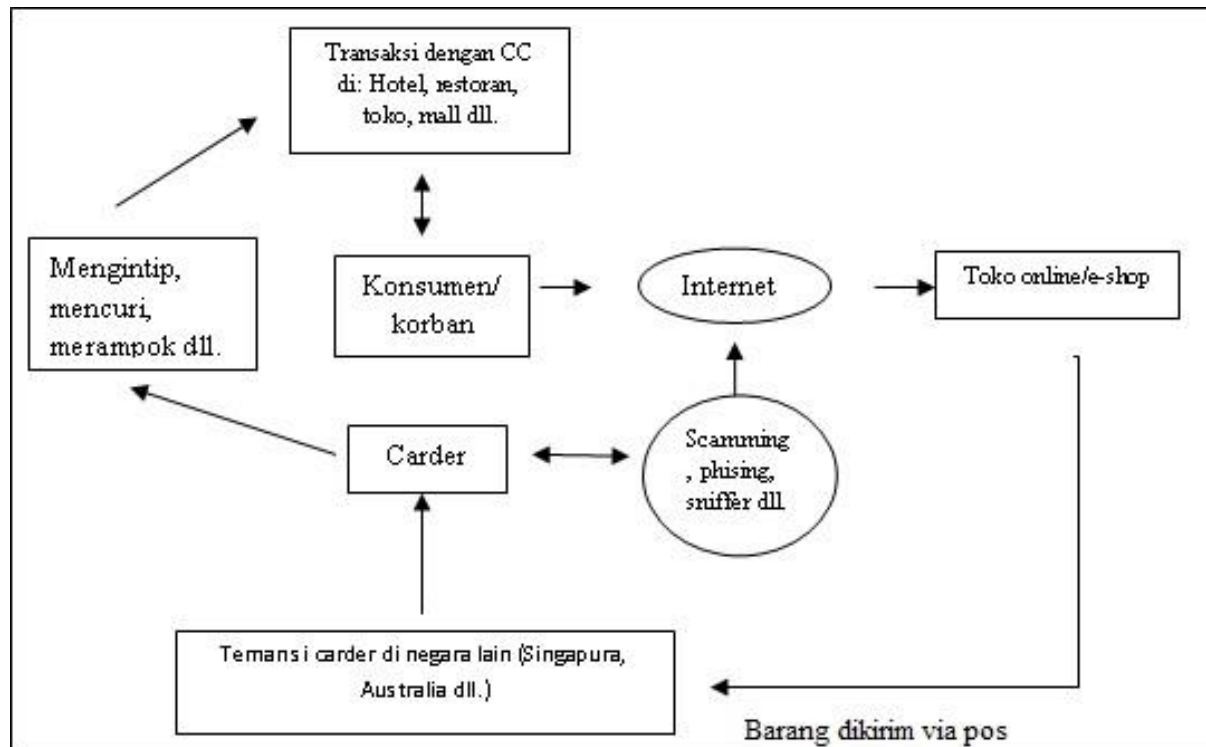 Transaksi dengan CC
di: Hotel, restoran,
toko, mall dll.
Mengintip,
mencuri,
merampok dll.
Konsumen/
korban
Internet
Toko online/e-shop
Carder
Scamming
, phising,
sniffer dll.
Temans i carder di negara lain (Singapura,
Australia dll.)
Barang dikirim via pos